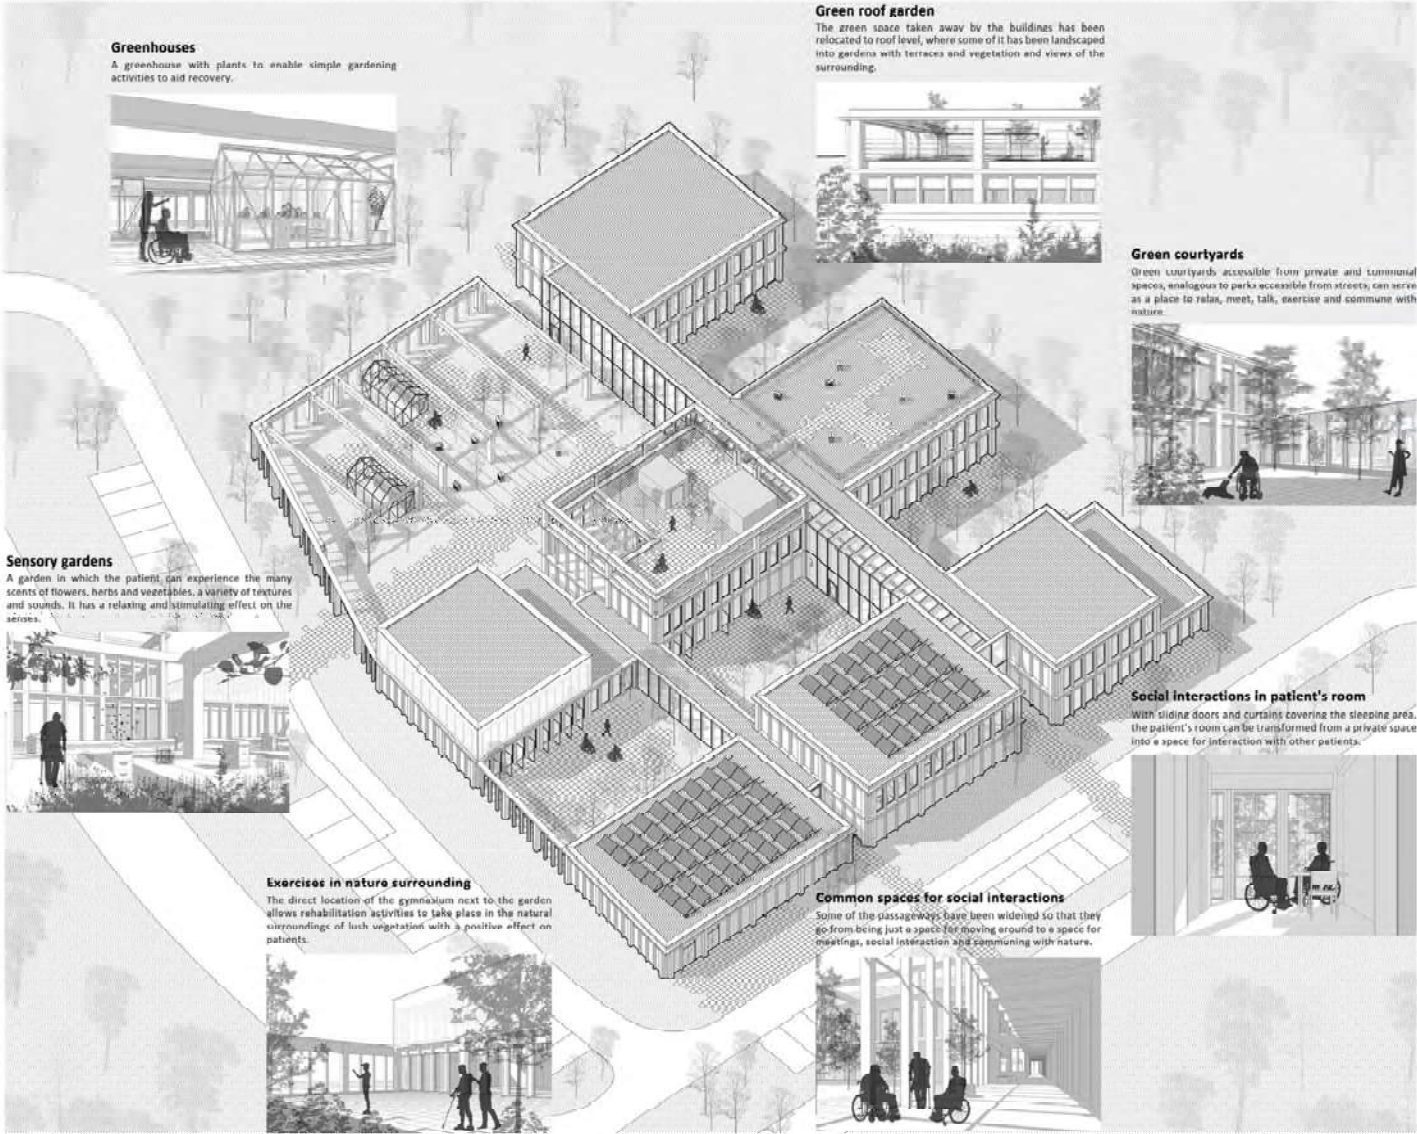 Greenhouses
A greenhouse with plants to enable simple gardening
activities to aid recovery.
Green roof garden
The green space taken away by the buildings has been
relocated to roof level, where some of it has been landscaped
into gardens with terraces and vegetation and views of the
surrounding.
Green courtyards
Green courtyards accessible from private and communal
spaces, analogous to parks accessible from streets, can serve
as a place to relax, meet, talk, exercise and commune with
nature.
Sensory gardens
A garden in which the patient can experience the many
scents of flowers, herbs and vegetables, a variety of textures
and sounds. It has a relaxing and stimulating effect on the
senses.
Social interactions in patient's room
With sliding doors and curtains covering the sleeping area,
the patient's room can be transformed from a private space
into a space for interaction with other patients.
Exercises in nature surrounding
The direct location of the gymnasium next to the garden
allows rehabilitation activities to take place in the natural
surroundings of lush vegetation with a positive effect on
patients.
Common spaces for social interactions
Some of the passageways have been widened so that they
go from being just a space for moving around to a space for
meetings, social interaction and communing with nature.